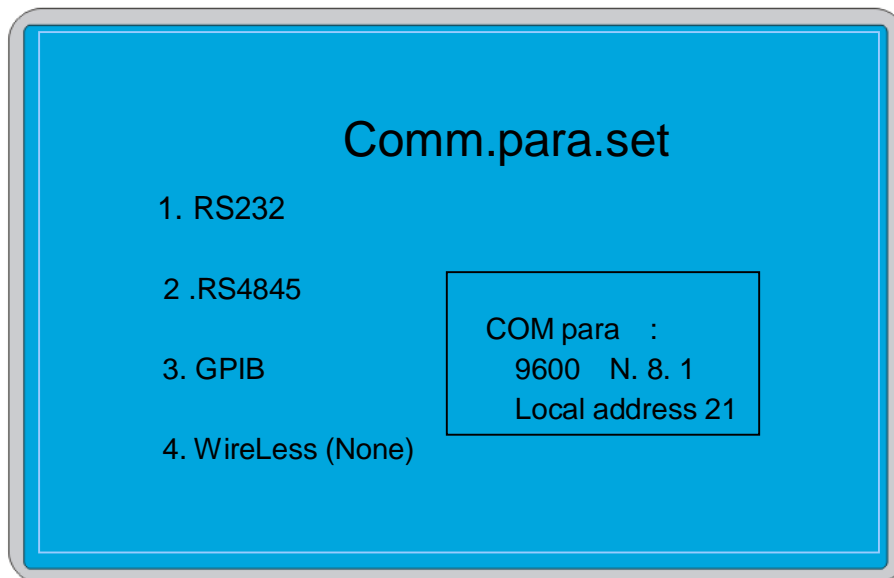 Comm.para.set
1. RS232
2 .RS4845
3. GPIB
4. WireLess (None)
COM para :
9600 N. 8. 1
Local address 21